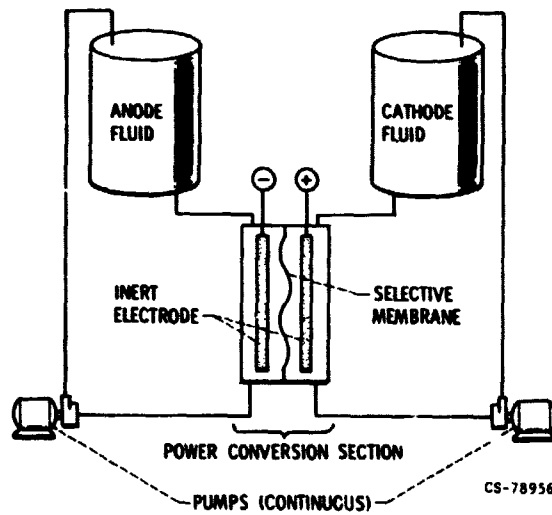 ANODE
FLUID
CATHODE
FLUID
−
+
INERT
ELECTRODE
SELECTIVE
MEMBRANE
POWER CONVERSION SECTION
CS-78956
PUMPS (CONTINUCUS)